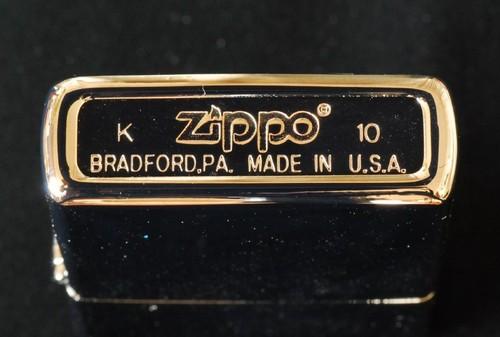 K Zippo® 10
BRADFORD,PA. MADE IN U.S.A.